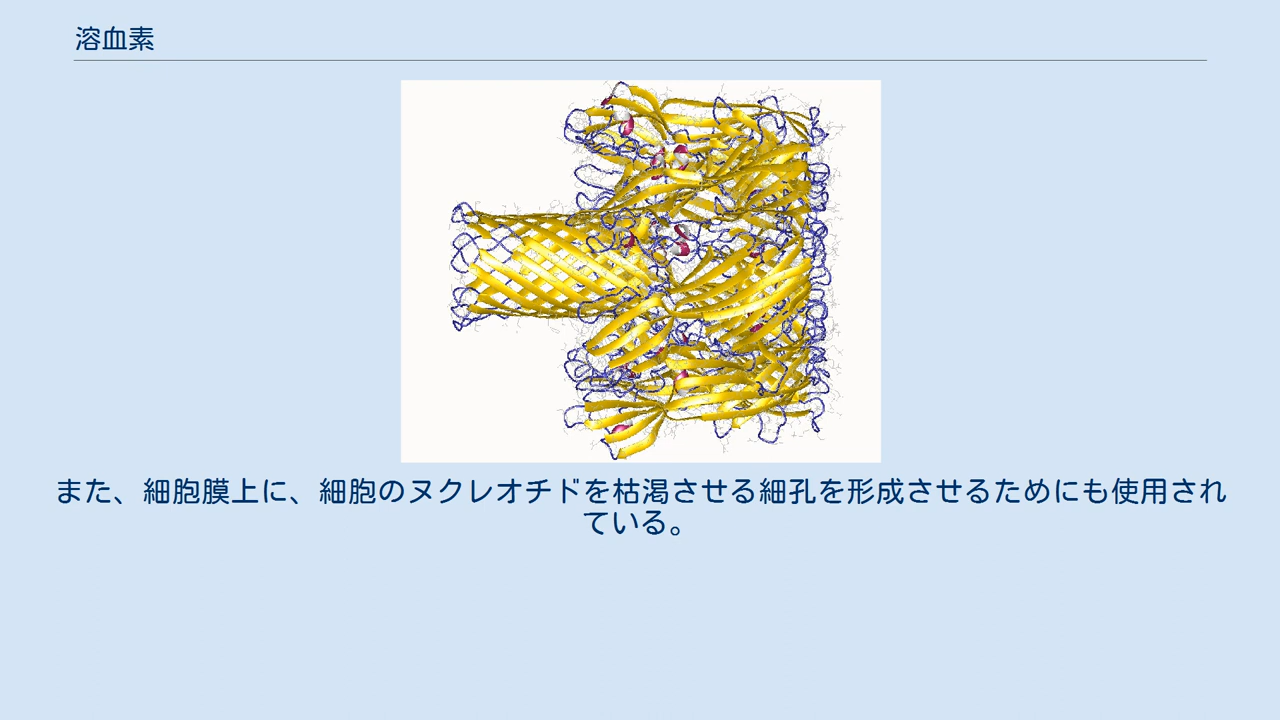 溶血素
また、細胞膜上に、細胞のヌクレオチドを枯渇させる細孔を形成させるためにも使用され
ている。